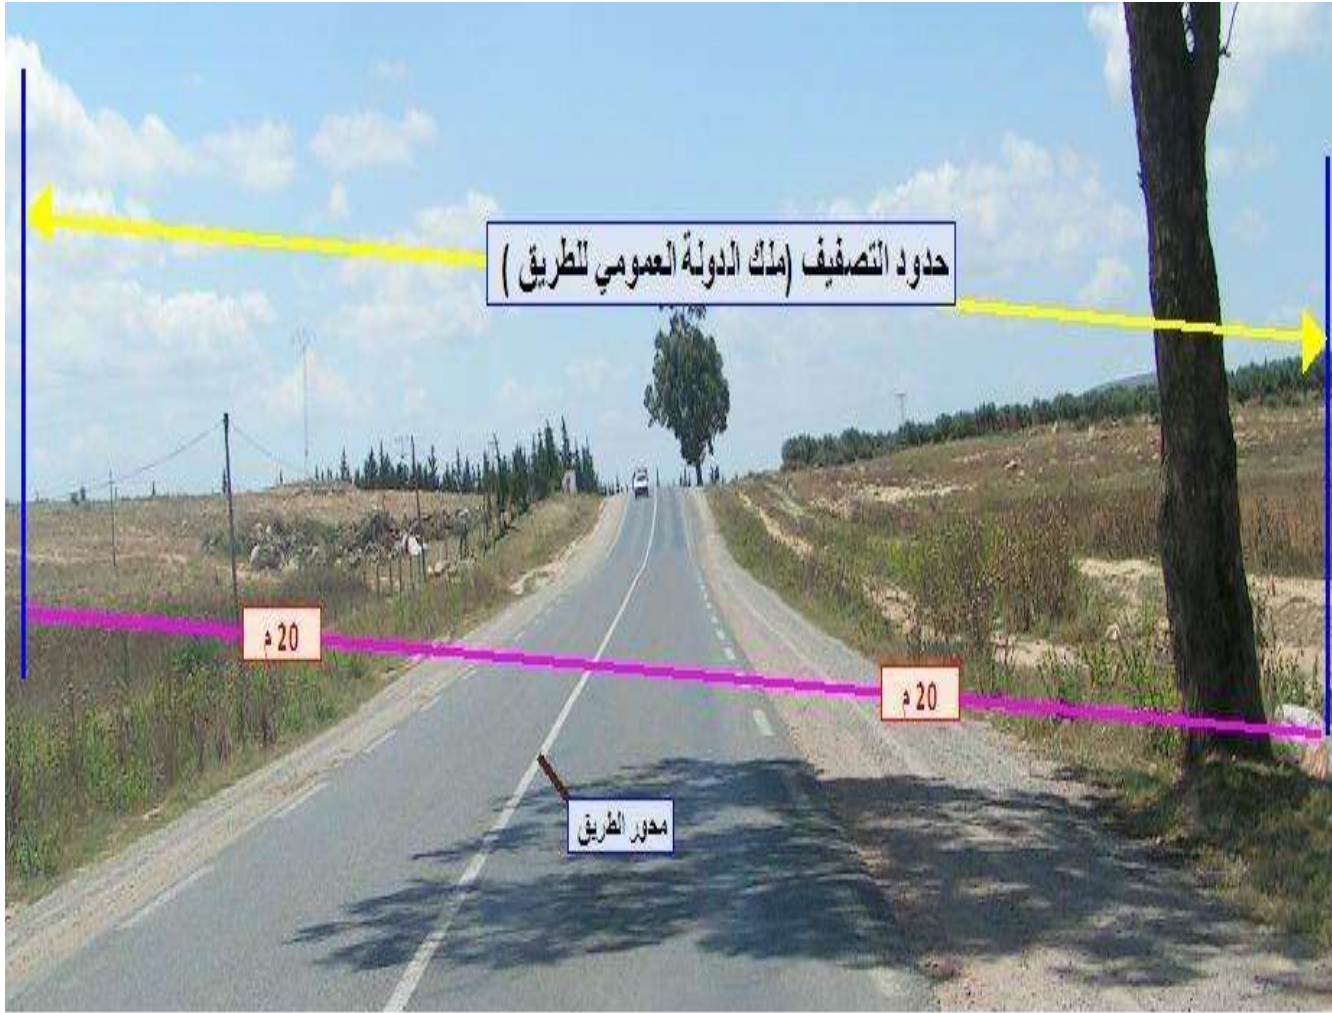 حدود التصفيف (ملك الدولة العمومي للطريق )
20 م
20 م
محور الطريق